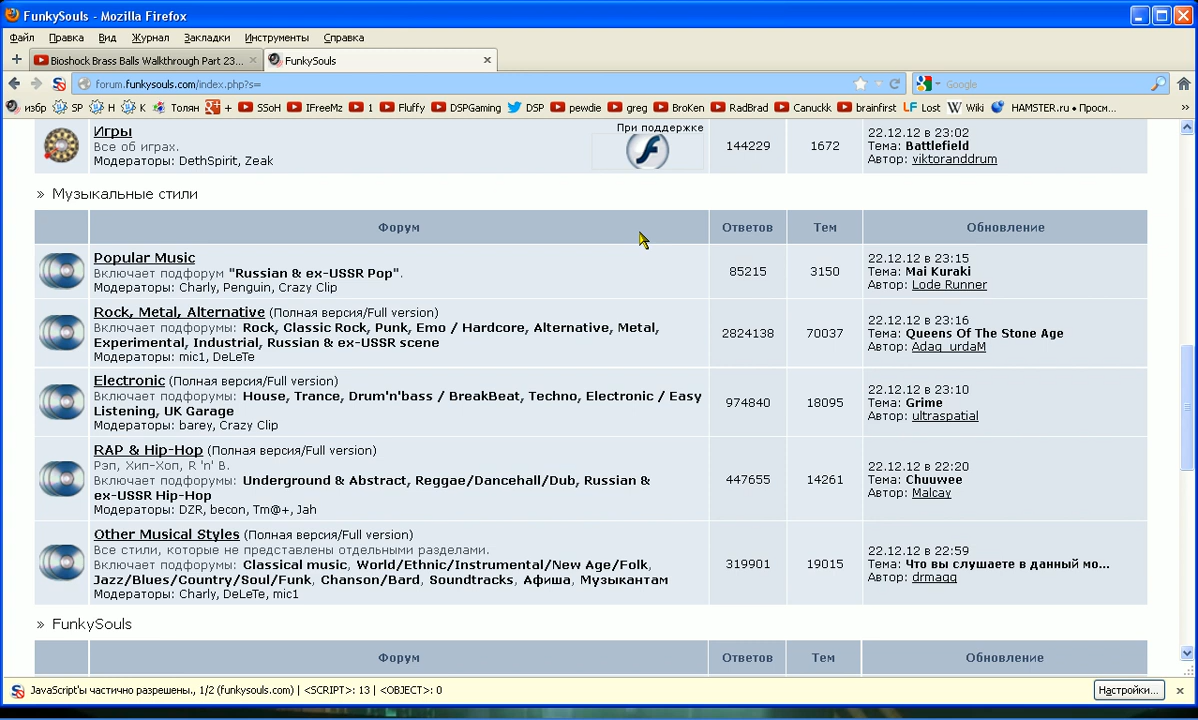 FunkySouls - Mozilla Firefox
Файл Правка Вид Журнал Закладки Инструменты Справка
Bioshock Brass Balls Walkthrough Part 23...
FunkySouls
forum.funkysouls.com/index.php?s=
Google
избр SP Н К Толян + SSoH IFreeMz 1 Fluffy DSPGaming DSP pewdie greg BroKen RadBrad Canuckk brainfirst LF Lost W Wiki HAMSTER.ru • Просм...
Игры
Все об играх.
Модераторы: DethSpirit, Zeak
При поддержке
144229
1672
22.12.12 в 23:02
Тема: Battlefield
Автор: viktoranddrum
» Музыкальные стили
Форум Ответов Тем Обновление
Popular Music
Включает подфорум "Russian & ex-USSR Pop".
Модераторы: Charly, Penguin, Crazy Clip
85215
3150
22.12.12 в 23:15
Тема: Mai Kuraki
Автор: Lode Runner
Rock, Metal, Alternative (Полная версия/Full version)
Включает подфорумы: Rock, Classic Rock, Punk, Emo / Hardcore, Alternative, Metal,
Experimental, Industrial, Russian & ex-USSR scene
Модераторы: mic1, DeLeTe
2824138
70037
22.12.12 в 23:16
Тема: Queens Of The Stone Age
Автор: Adaq_urdaM
Electronic (Полная версия/Full version)
Включает подфорумы: House, Trance, Drum'n'bass / BreakBeat, Techno, Electronic / Easy
Listening, UK Garage
Модераторы: barey, Crazy Clip
974840
18095
22.12.12 в 23:10
Тема: Grime
Автор: ultraspatial
RAP & Hip-Hop (Полная версия/Full version)
Рэп, Хип-Хоп, R 'n' B.
Включает подфорумы: Underground & Abstract, Reggae/Dancehall/Dub, Russian &
ex-USSR Hip-Hop
Модераторы: DZR, becon, Tm@+, Jah
447655
14261
22.12.12 в 22:20
Тема: Chuuwee
Автор: Malcay
Other Musical Styles (Полная версия/Full version)
Все стили, которые не представлены отдельными разделами.
Включает подфорумы: Classical music, World/Ethnic/Instrumental/New Age/Folk,
Jazz/Blues/Country/Soul/Funk, Chanson/Bard, Soundtracks, Афиша, Музыкантам
Модераторы: Charly, DeLeTe, mic1
319901
19015
22.12.12 в 22:59
Тема: Что вы слушаете в данный мо...
Автор: drmagg
» FunkySouls
Форум Ответов Тем Обновление
JavaScript'ы частично разрешены., 1/2 (funkysouls.com) | <SCRIPT>: 13 | <OBJECT>: 0
Настройки...